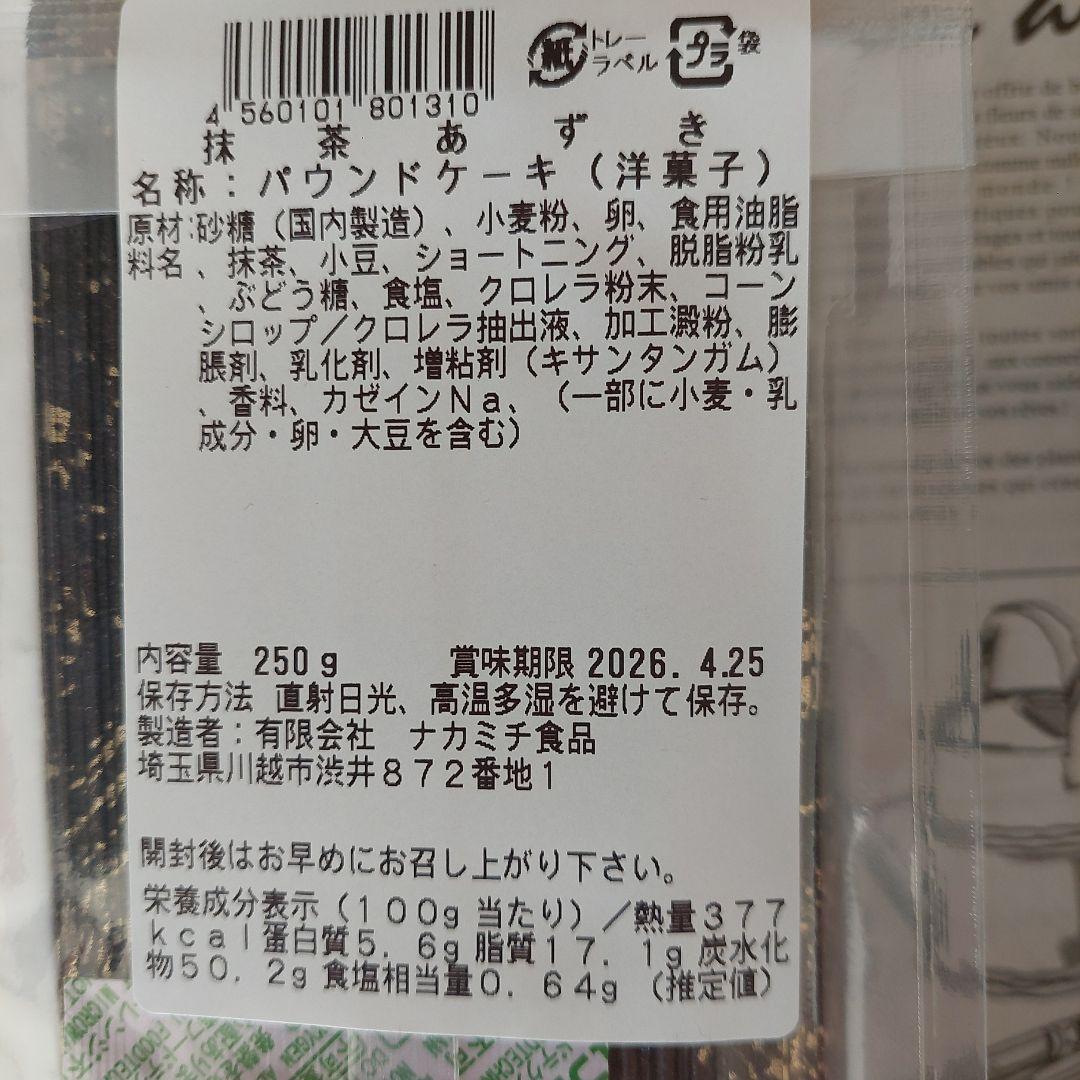 紙 トレー
ラベル
プラ 袋
4 560101 801310
抹茶あずき
名称：パウンドケーキ（洋菓子）
原材:砂糖（国内製造）、小麦粉、卵、食用油脂
料名、抹茶、小豆、ショートニング、脱脂粉乳
、ぶどう糖、食塩、クロレラ粉末、コーン
シロップ／クロレラ抽出液、加工澱粉、膨
脹剤、乳化剤、増粘剤（キサンタンガム）
、香料、カゼインＮａ、（一部に小麦・乳
成分・卵・大豆を含む）
内容量 250ｇ 賞味期限 2026. 4.25
保存方法 直射日光、高温多湿を避けて保存。
製造者：有限会社 ナカミチ食品
埼玉県川越市渋井８７２番地１
開封後はお早めにお召し上がり下さい。
栄養成分表示（１００g 当たり）／熱量３７７
ｋｃａｌ蛋白質５．６g 脂質１７．１g 炭水化
物５０．２g 食塩相当量０．６４g （推定値）